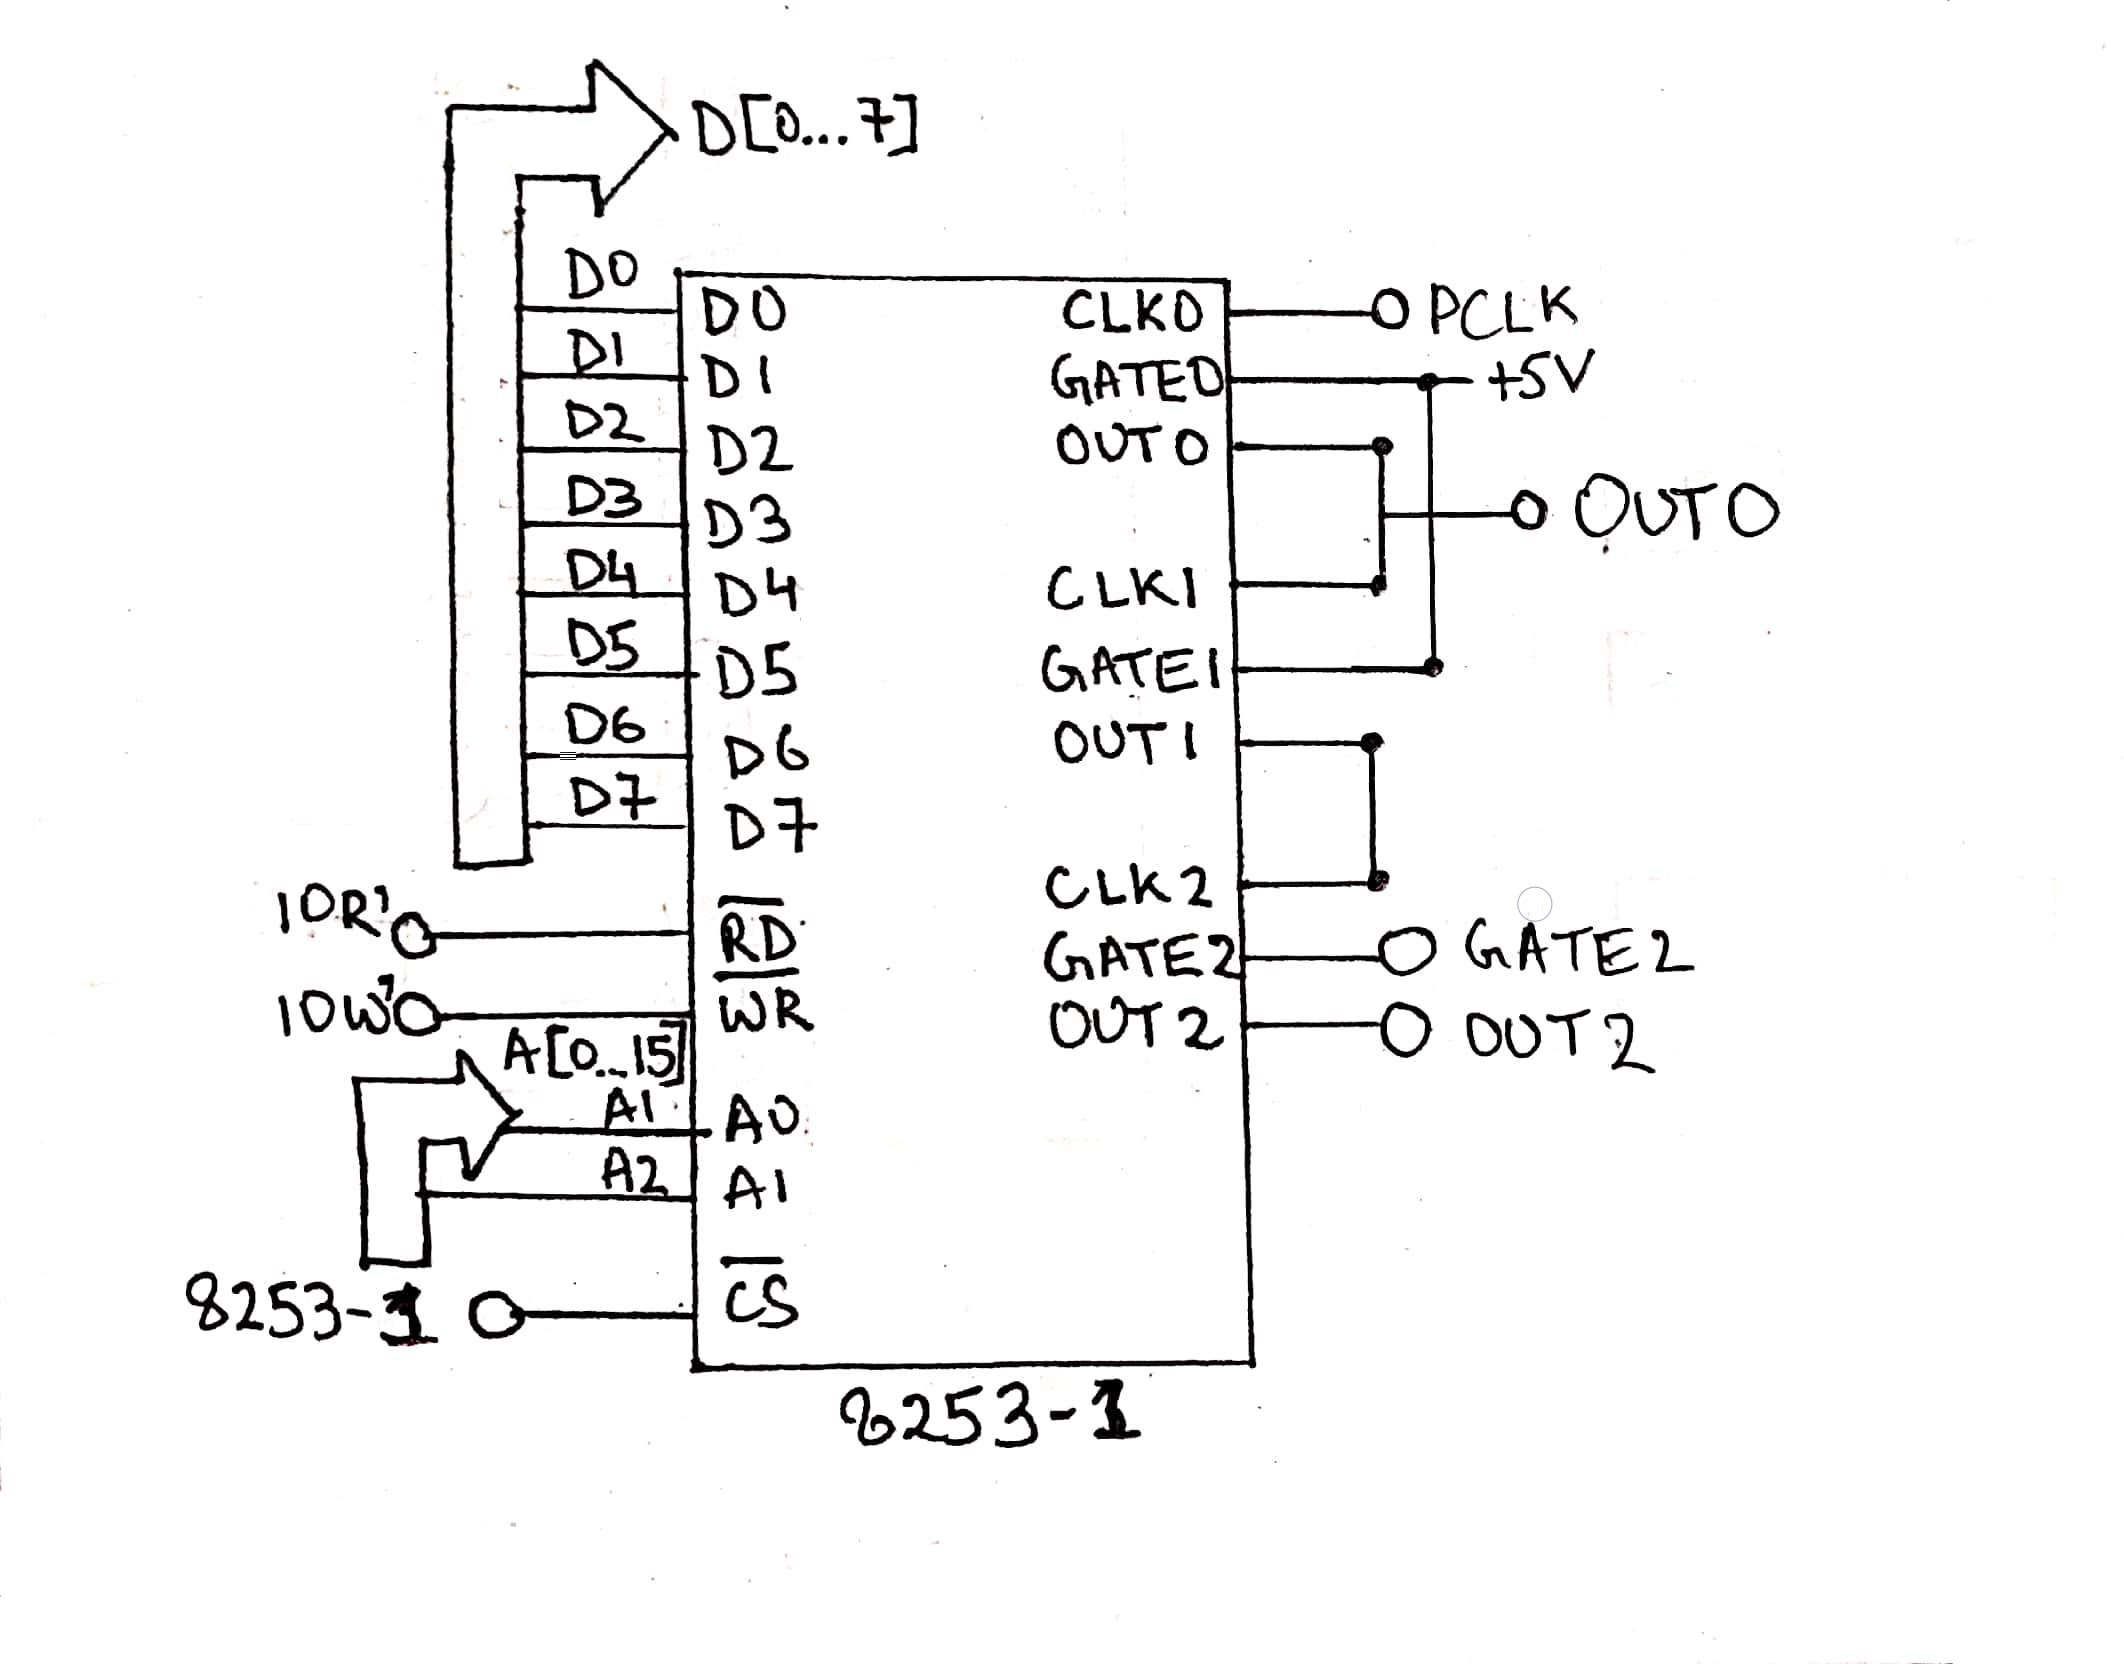 D[0...7]
D0
D0 CLK0 PCLK
D1
D1 GATE0 +5V
D2
D2 OUT0
D3
D3 OUT0
D4
D4 CLK1
D5
D5 GATE1
D6
D6 OUT1
D7
D7
IOR' CLK2
RD GATE2 GATE2
IOW' WR OUT2 OUT2
A[0..15]
A1 A0
A2 A1
8253-1 CS
8253-1